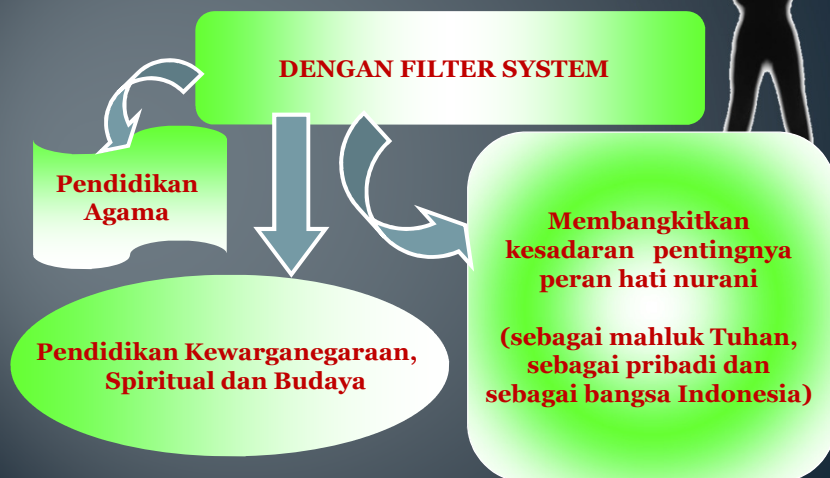 DENGAN FILTER SYSTEM
Pendidikan
Agama
Pendidikan Kewarganegaraan,
Spiritual dan Budaya
Membangkitkan
kesadaran pentingnya
peran hati nurani
(sebagai mahluk Tuhan,
sebagai pribadi dan
sebagai bangsa Indonesia)